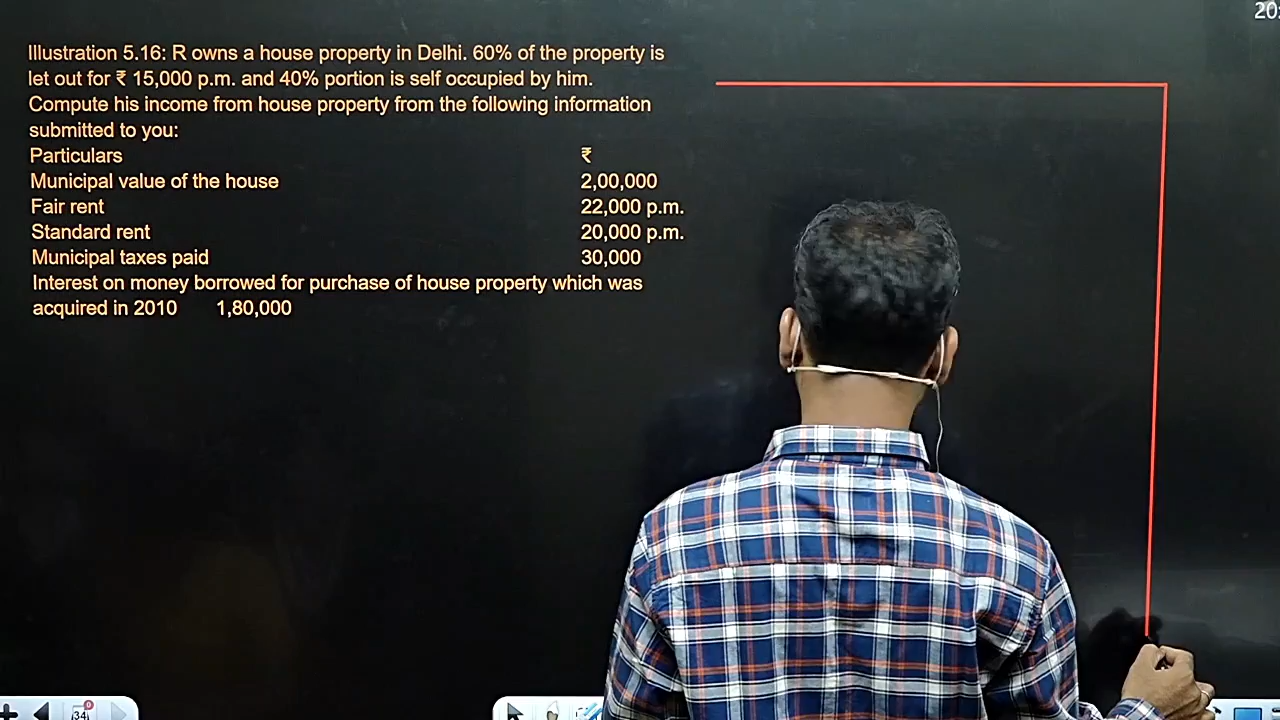 20:
Illustration 5.16: R owns a house property in Delhi. 60% of the property is
let out for ₹ 15,000 p.m. and 40% portion is self occupied by him.
Compute his income from house property from the following information
submitted to you:
Particulars ₹
Municipal value of the house 2,00,000
Fair rent 22,000 p.m.
Standard rent 20,000 p.m.
Municipal taxes paid 30,000
Interest on money borrowed for purchase of house property which was
acquired in 2010 1,80,000
34
0